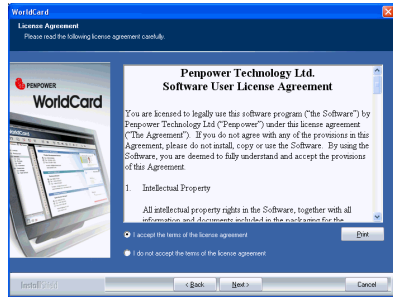 WorldCard
License Agreement
Please read the following license agreement carefully.
PENPOWER
WorldCard
Penpower Technology Ltd.
Software User License Agreement
You are licensed to legally use this software program ("the Software") by
Penpower Technology Ltd ("Penpower") under this license agreement
("The Agreement"). If you do not agree with any of the provisions in this
Agreement, please do not install, copy or use the Software. By using the
Software, you are deemed to fully understand and accept the provisions
of this Agreement.
1. Intellectual Property
All intellectual property rights in the Software, together with all
information and documents included in the packaging for the
I accept the terms of the license agreement
Print
I do not accept the terms of the license agreement
InstallShield
< Back
Next >
Cancel